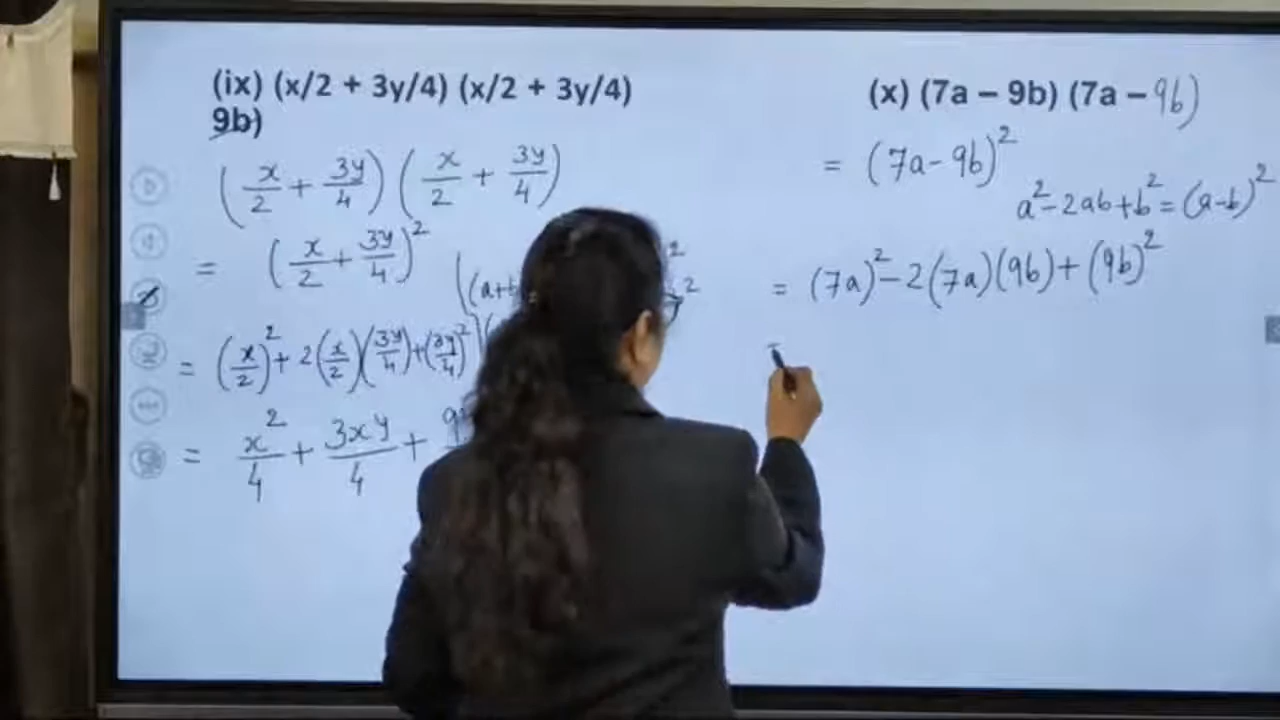 (ix) (x/2 + 3y/4) (x/2 + 3y/4)
9b)
(x/2 + 3y/4) (x/2 + 3y/4)
= (x/2 + 3y/4)²
(a+b
= (x/2)² + 2(x/2)(3y/4) + (3y/4)²
= x²/4 + 3xy/4 +
(x) (7a – 9b) (7a – 9b)
= (7a-9b)²
a²-2ab+b² = (a-b)²
= (7a)² - 2(7a)(9b) + (9b)²